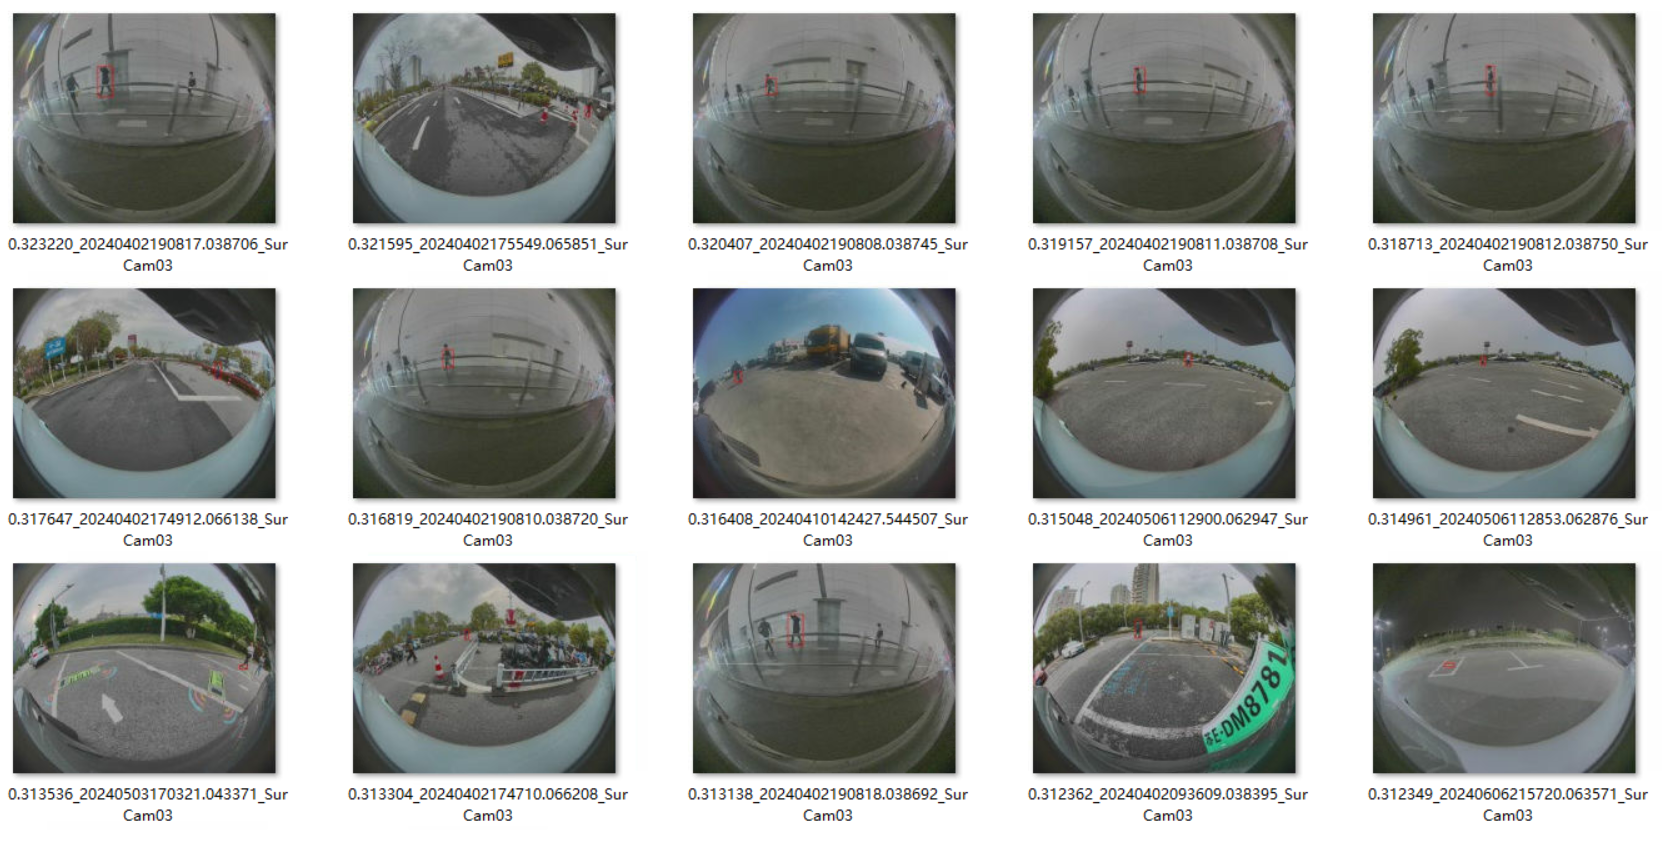 0.323220_20240402190817.038706_Sur
Cam03
0.321595_20240402175549.065851_Sur
Cam03
0.320407_20240402190808.038745_Sur
Cam03
0.319157_20240402190811.038708_Sur
Cam03
0.318713_20240402190812.038750_Sur
Cam03
0.317647_20240402174912.066138_Sur
Cam03
0.316819_20240402190810.038720_Sur
Cam03
0.316408_20240410142427.544507_Sur
Cam03
0.315048_20240506112900.062947_Sur
Cam03
0.314961_20240506112853.062876_Sur
Cam03
E·DM8781
0.313536_20240503170321.043371_Sur
Cam03
0.313304_20240402174710.066208_Sur
Cam03
0.313138_20240402190818.038692_Sur
Cam03
0.312362_20240402093609.038395_Sur
Cam03
0.312349_20240606215720.063571_Sur
Cam03